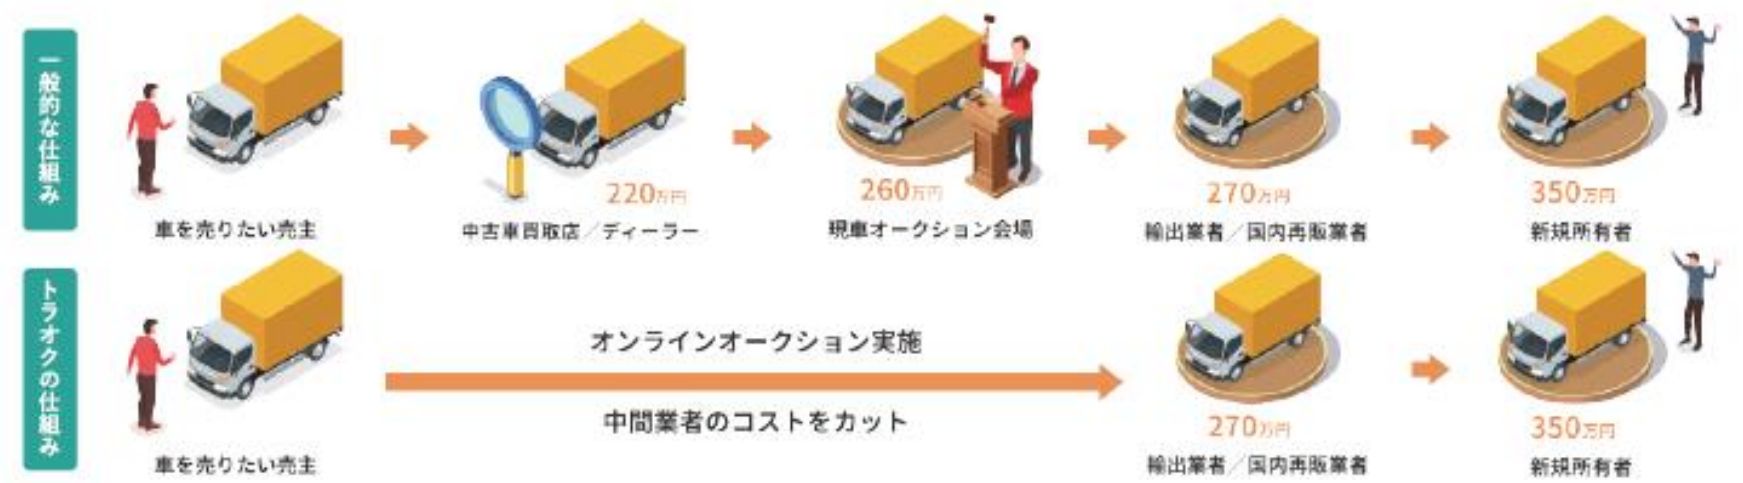 一般的な仕組み
220万円
260万円
270万円
350万円
車を売りたい売主
中古車買取店／ディーラー
現車オークション会場
輸出業者／国内再販業者
新規所有者
トラオクの仕組み
オンラインオークション実施
中間業者のコストをカット
270万円
350万円
車を売りたい売主
輸出業者／国内再販業者
新規所有者